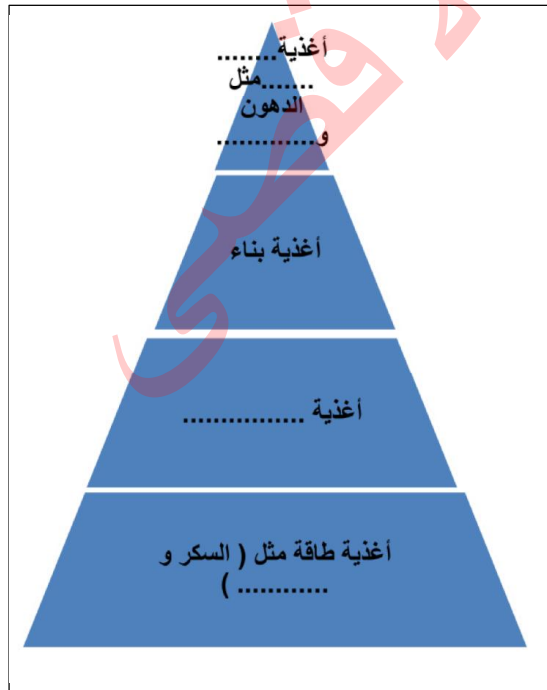 أغذية........
.......مثل
الدهون
و.............
أغذية بناء
أغذية ................
أغذية طاقة مثل ( السكر و
............ )